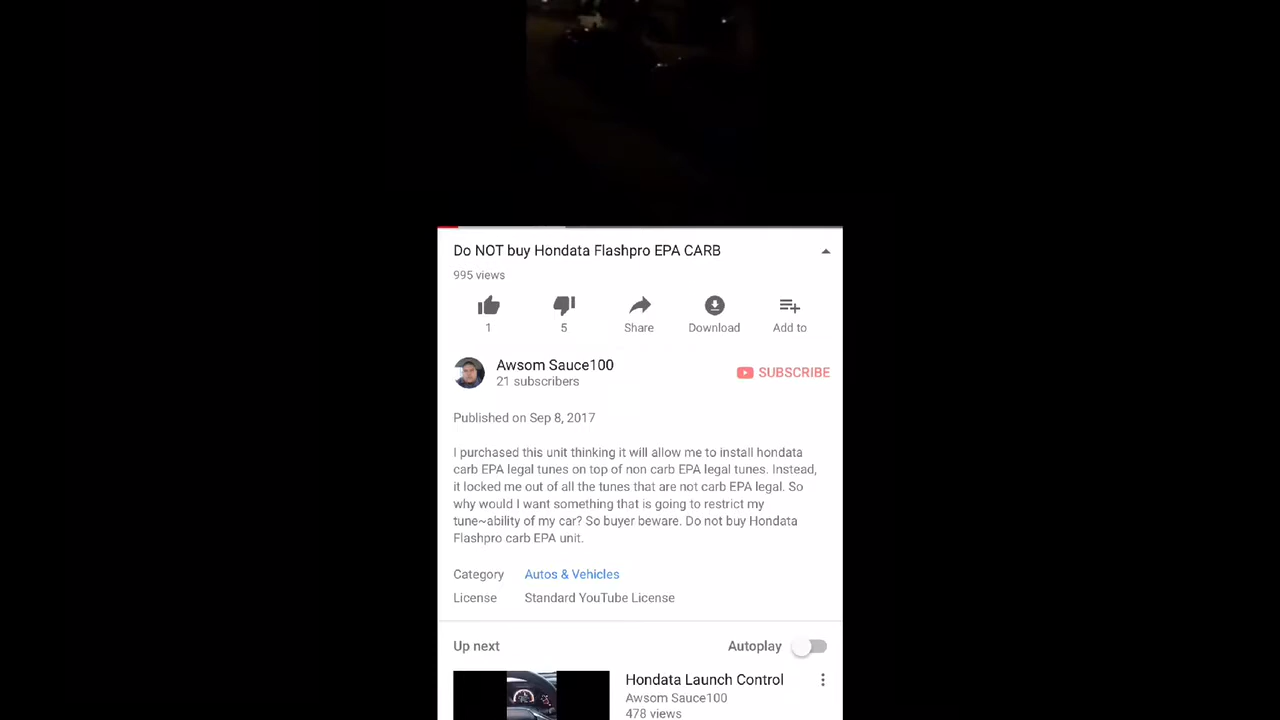 Do NOT buy Hondata Flashpro EPA CARB
995 views
1
5
Share
Download
Add to
Awsom Sauce100
21 subscribers
SUBSCRIBE
Published on Sep 8, 2017
I purchased this unit thinking it will allow me to install hondata
carb EPA legal tunes on top of non carb EPA legal tunes. Instead,
it locked me out of all the tunes that are not carb EPA legal. So
why would I want something that is going to restrict my
tune~ability of my car? So buyer beware. Do not buy Hondata
Flashpro carb EPA unit.
Category Autos & Vehicles
License Standard YouTube License
Up next
Autoplay
Hondata Launch Control
Awsom Sauce100
478 views